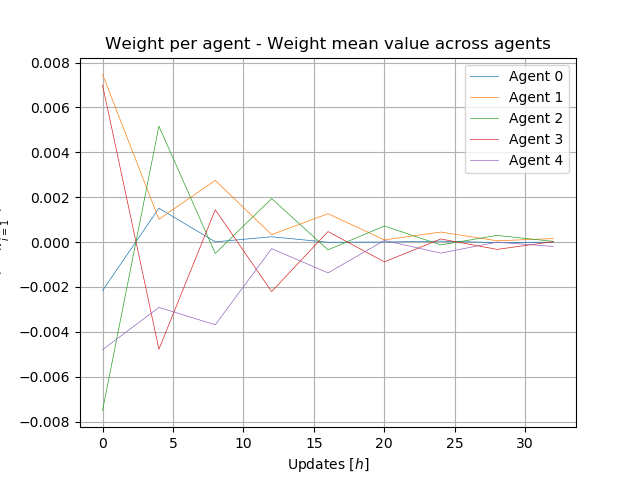 Weight per agent - Weight mean value across agents
0.008
0.006
0.004
0.002
0.000
−0.002
−0.004
−0.006
−0.008
Agent 0
Agent 1
Agent 2
Agent 3
Agent 4
0 5 10 15 20 25 30
Updates [h]